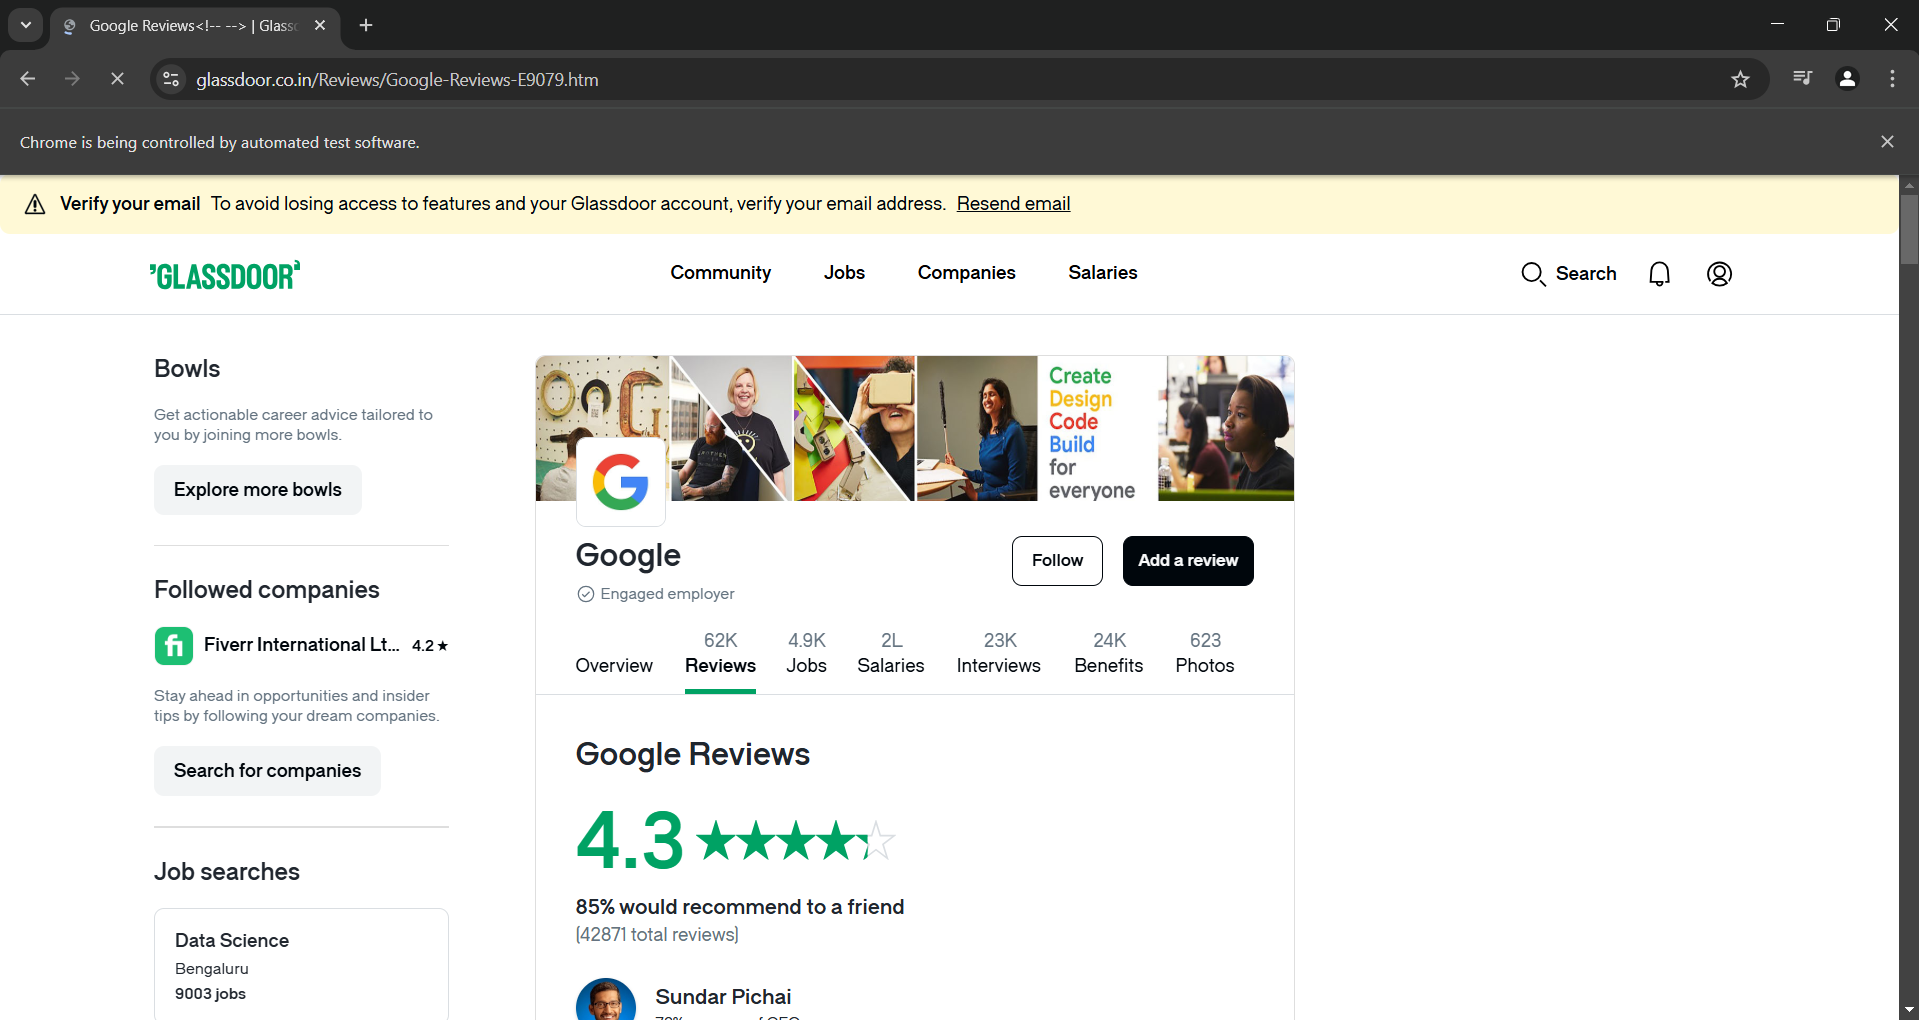 Google Reviews<!-- --> | Glass
glassdoor.co.in/Reviews/Google-Reviews-E9079.htm
Chrome is being controlled by automated test software.
Verify your email To avoid losing access to features and your Glassdoor account, verify your email address. Resend email
GLASSDOOR
Community Jobs Companies Salaries Search
Bowls
Get actionable career advice tailored to
you by joining more bowls.
Explore more bowls
Followed companies
fi Fiverr International Lt... 4.2★
Stay ahead in opportunities and insider
tips by following your dream companies.
Search for companies
Job searches
Data Science
Bengaluru
9003 jobs
Create
Design
Code
Build
for
everyone
Google
Engaged employer
Follow
Add a review
Overview
62K Reviews
4.9K Jobs
2L Salaries
23K Interviews
24K Benefits
623 Photos
Google Reviews
4.3
85% would recommend to a friend
(42871 total reviews)
Sundar Pichai